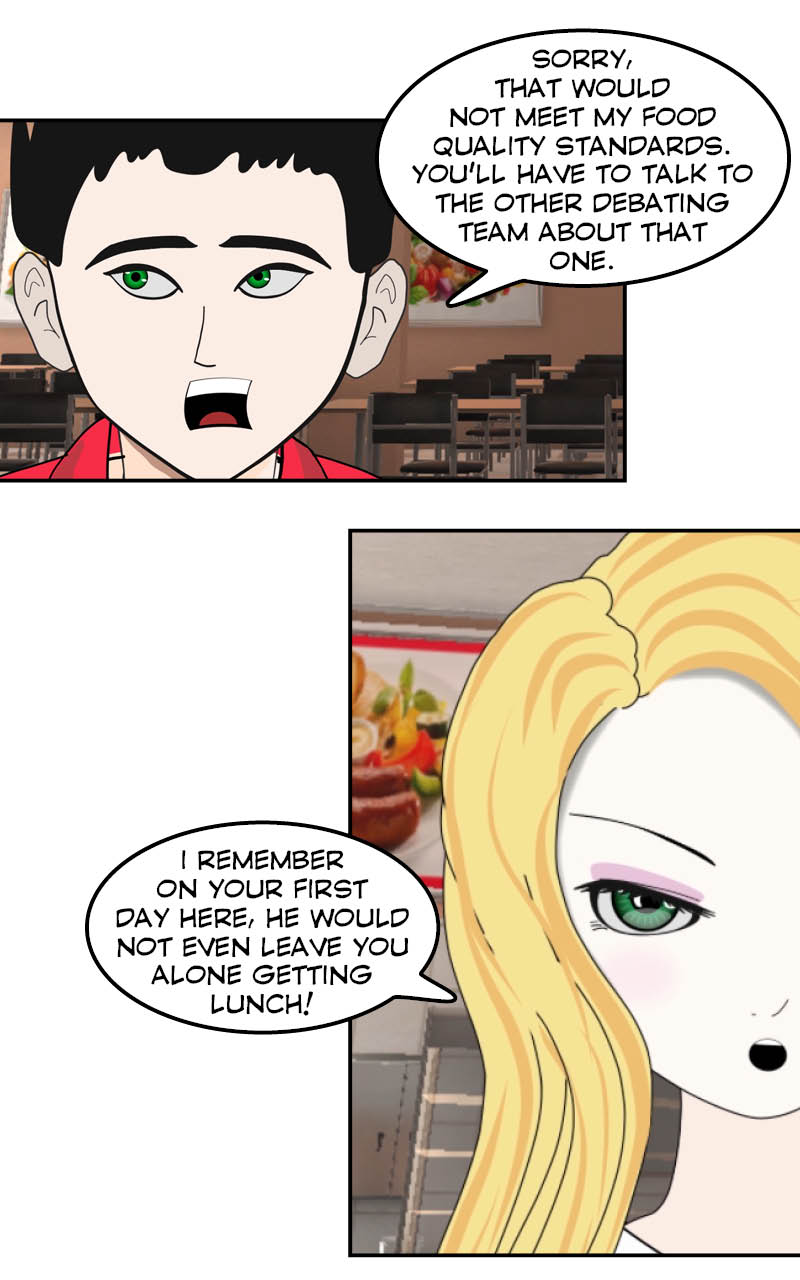 SORRY,
THAT WOULD
NOT MEET MY FOOD
QUALITY STANDARDS.
YOU'LL HAVE TO TALK TO
THE OTHER DEBATING
TEAM ABOUT THAT
ONE.
I REMEMBER
ON YOUR FIRST
DAY HERE, HE WOULD
NOT EVEN LEAVE YOU
ALONE GETTING
LUNCH!